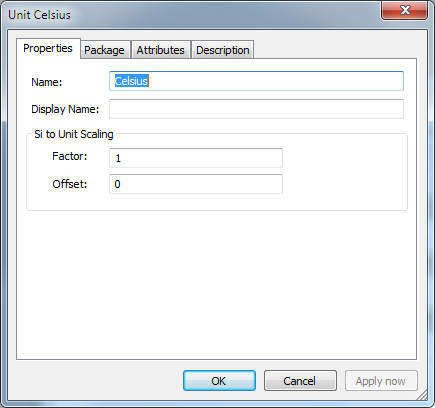 Unit Celsius
Properties Package Attributes Description
Name: Celsius
Display Name:
Si to Unit Scaling
Factor: 1
Offset: 0
OK Cancel Apply now